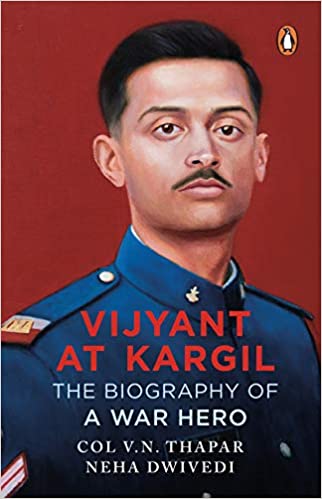 VIJYANT
AT KARGIL
THE BIOGRAPHY OF
A WAR HERO
COL V.N. THAPAR
NEHA DWIVEDI